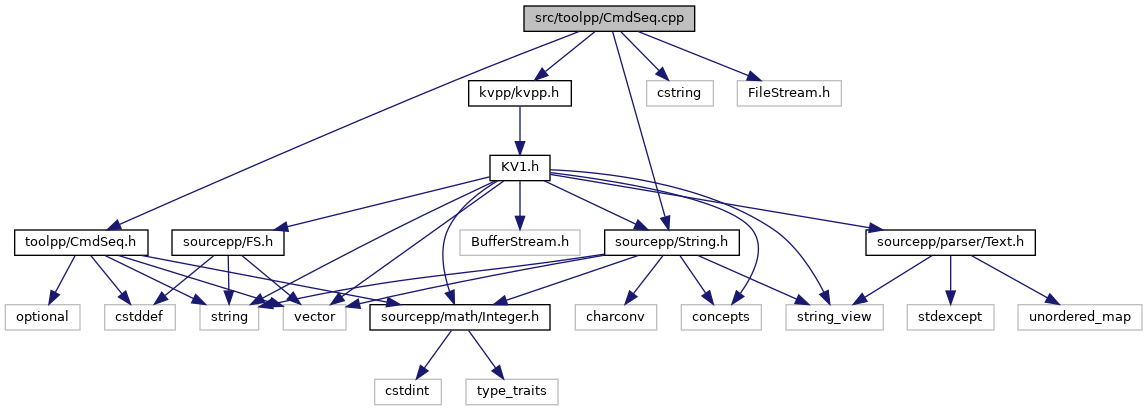 src/toolpp/CmdSeq.cpp
kvpp/kvpp.h
cstring
FileStream.h
KV1.h
toolpp/CmdSeq.h
sourcepp/FS.h
BufferStream.h
sourcepp/String.h
sourcepp/parser/Text.h
optional
cstddef
string
vector
sourcepp/math/Integer.h
charconv
concepts
string_view
stdexcept
unordered_map
cstdint
type_traits